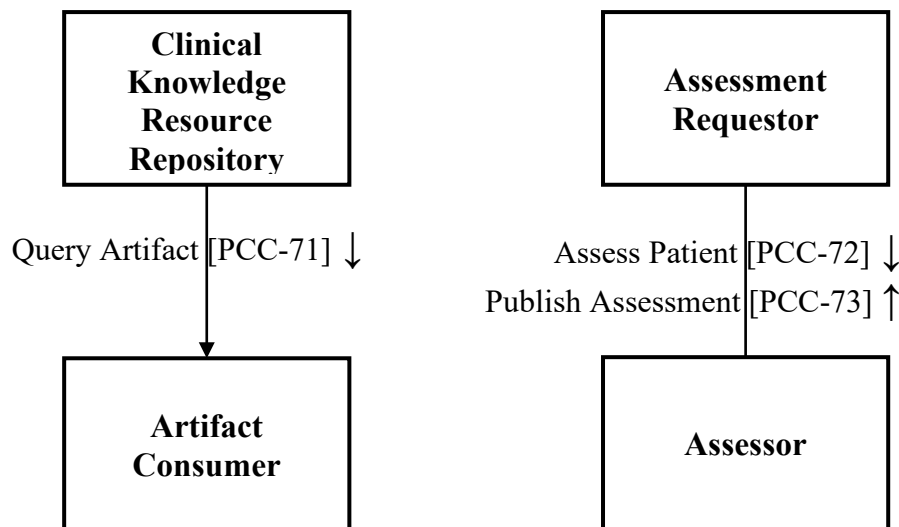 Clinical
Knowledge
Resource
Repository
Assessment
Requestor
Query Artifact [PCC-71] ↓
Assess Patient [PCC-72] ↓
Publish Assessment [PCC-73] ↑
Artifact
Consumer
Assessor